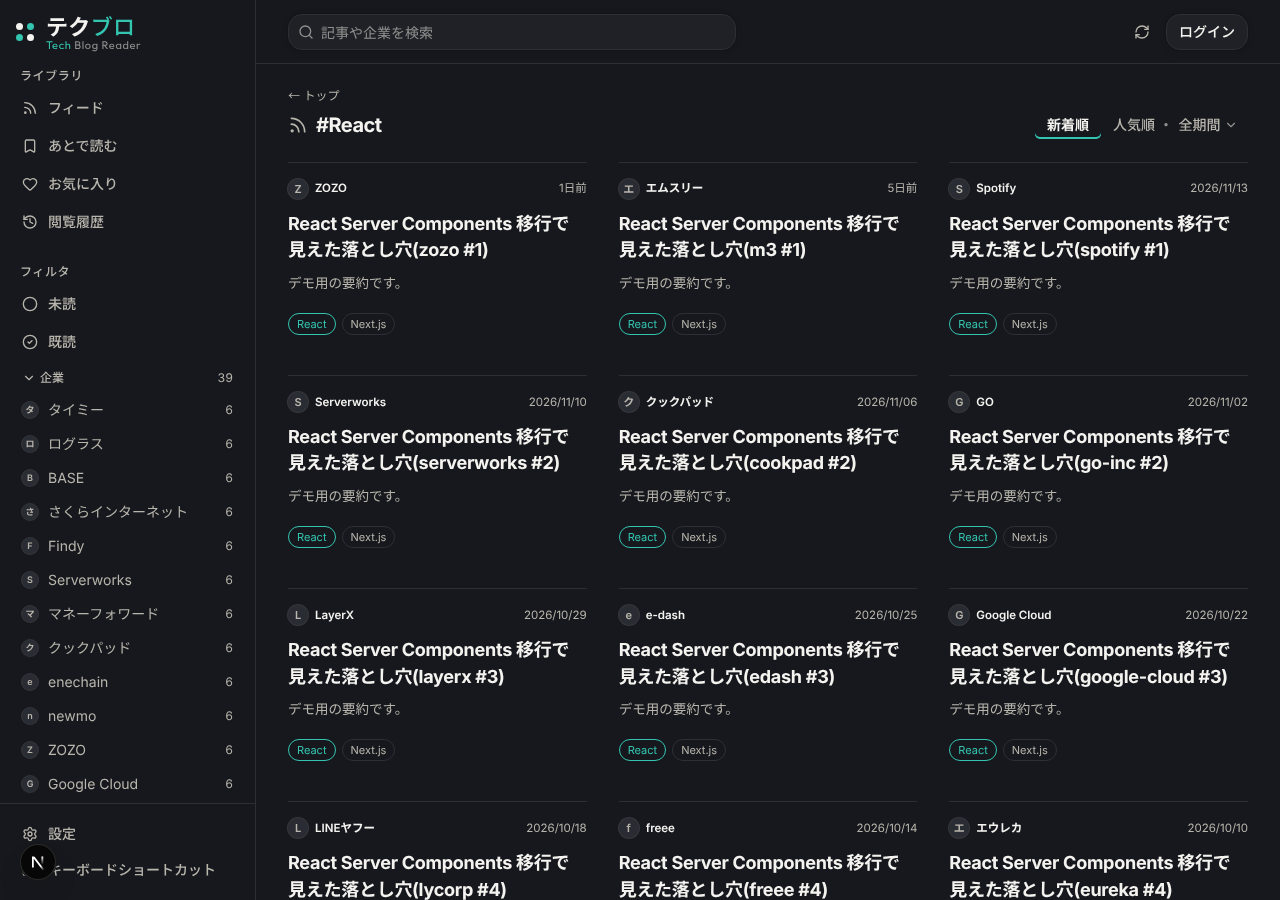 テクブロ
Tech Blog Reader
ライブラリ
フィード
あとで読む
お気に入り
閲覧履歴
フィルタ
未読
既読
企業 39
タ タイミー 6
ロ ログラス 6
B BASE 6
さ さくらインターネット 6
F Findy 6
S Serverworks 6
マ マネーフォワード 6
ク クックパッド 6
e enechain 6
n newmo 6
Z ZOZO 6
G Google Cloud 6
設定
N
キーボードショートカット
記事や企業を検索
ログイン
← トップ
#React
新着順 人気順 ・ 全期間
Z ZOZO 1日前
React Server Components 移行で
見えた落とし穴(zozo #1)
デモ用の要約です。
React Next.js
エ エムスリー 5日前
React Server Components 移行で
見えた落とし穴(m3 #1)
デモ用の要約です。
React Next.js
S Spotify 2026/11/13
React Server Components 移行で
見えた落とし穴(spotify #1)
デモ用の要約です。
React Next.js
S Serverworks 2026/11/10
React Server Components 移行で
見えた落とし穴(serverworks #2)
デモ用の要約です。
React Next.js
ク クックパッド 2026/11/06
React Server Components 移行で
見えた落とし穴(cookpad #2)
デモ用の要約です。
React Next.js
G GO 2026/11/02
React Server Components 移行で
見えた落とし穴(go-inc #2)
デモ用の要約です。
React Next.js
L LayerX 2026/10/29
React Server Components 移行で
見えた落とし穴(layerx #3)
デモ用の要約です。
React Next.js
e e-dash 2026/10/25
React Server Components 移行で
見えた落とし穴(edash #3)
デモ用の要約です。
React Next.js
G Google Cloud 2026/10/22
React Server Components 移行で
見えた落とし穴(google-cloud #3)
デモ用の要約です。
React Next.js
L LINEヤフー 2026/10/18
React Server Components 移行で
見えた落とし穴(lycorp #4)
f freee 2026/10/14
React Server Components 移行で
見えた落とし穴(freee #4)
エ エウレカ 2026/10/10
React Server Components 移行で
見えた落とし穴(eureka #4)